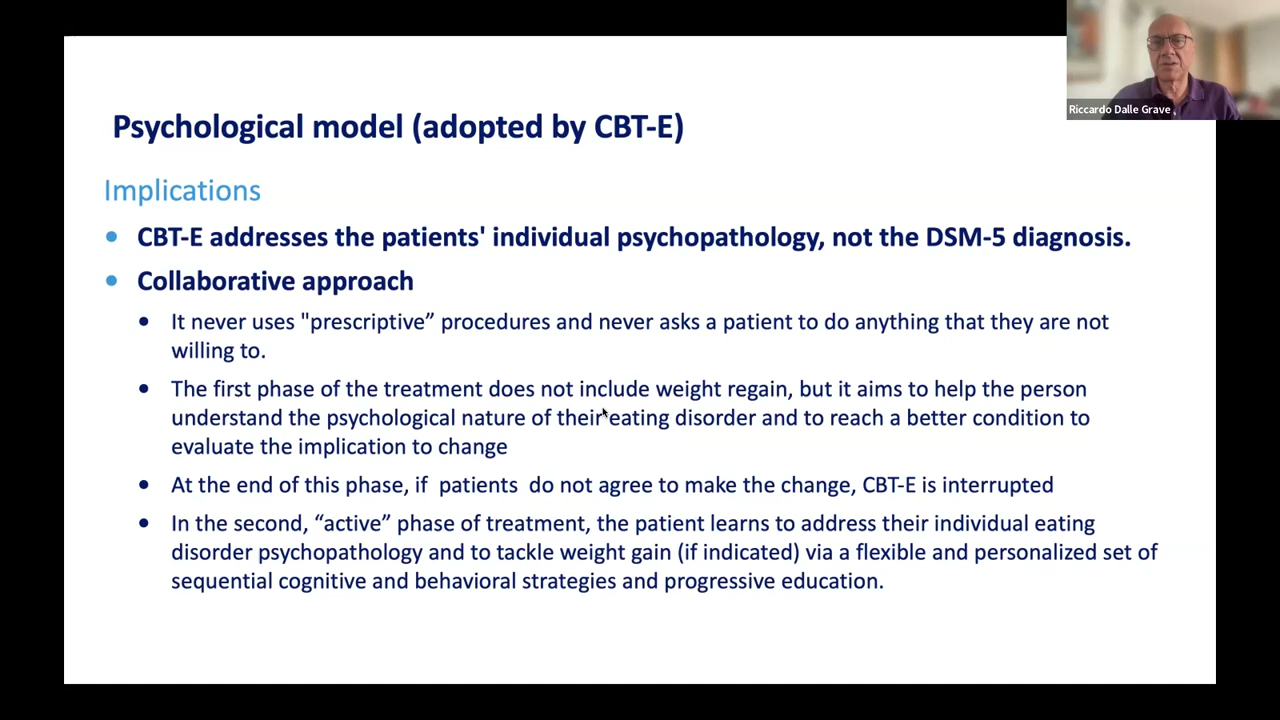 Riccardo Dalle Grave
Psychological model (adopted by CBT-E)
Implications
• CBT-E addresses the patients' individual psychopathology, not the DSM-5 diagnosis.
• Collaborative approach
• It never uses "prescriptive” procedures and never asks a patient to do anything that they are not
willing to.
• The first phase of the treatment does not include weight regain, but it aims to help the person
understand the psychological nature of their eating disorder and to reach a better condition to
evaluate the implication to change
• At the end of this phase, if  patients  do not agree to make the change, CBT-E is interrupted
• In the second, “active” phase of treatment, the patient learns to address their individual eating
disorder psychopathology and to tackle weight gain (if indicated) via a flexible and personalized set of
sequential cognitive and behavioral strategies and progressive education.